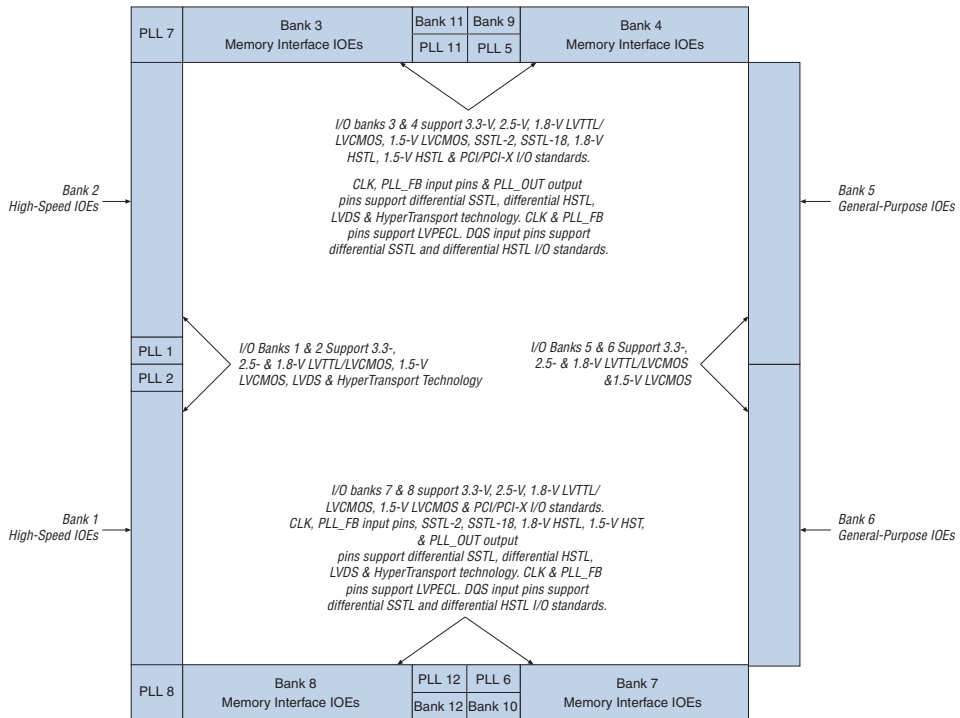 PLL 7
Bank 3
Memory Interface IOEs
Bank 11
Bank 9
PLL 11
PLL 5
Bank 4
Memory Interface IOEs
I/O banks 3 & 4 support 3.3-V, 2.5-V, 1.8-V LVTTL/
LVCMOS, 1.5-V LVCMOS, SSTL-2, SSTL-18, 1.8-V
HSTL, 1.5-V HSTL & PCI/PCI-X I/O standards.
CLK, PLL_FB input pins & PLL_OUT output
pins support differential SSTL, differential HSTL,
LVDS & HyperTransport technology. CLK & PLL_FB
pins support LVPECL. DQS input pins support
differential SSTL and differential HSTL I/O standards.
Bank 2
High-Speed IOEs
Bank 5
General-Purpose IOEs
PLL 1
PLL 2
I/O Banks 1 & 2 Support 3.3-,
2.5- & 1.8-V LVTTL/LVCMOS, 1.5-V
LVCMOS, LVDS & HyperTransport Technology
I/O Banks 5 & 6 Support 3.3-,
2.5- & 1.8-V LVTTL/LVCMOS
&1.5-V LVCMOS
I/O banks 7 & 8 support 3.3-V, 2.5-V, 1.8-V LVTTL/
LVCMOS, 1.5-V LVCMOS & PCI/PCI-X I/O standards.
CLK, PLL_FB input pins, SSTL-2, SSTL-18, 1.8-V HSTL, 1.5-V HST,
& PLL_OUT output
pins support differential SSTL, differential HSTL,
LVDS & HyperTransport technology. CLK & PLL_FB
pins support LVPECL. DQS input pins support
differential SSTL and differential HSTL I/O standards.
Bank 1
High-Speed IOEs
Bank 6
General-Purpose IOEs
PLL 8
Bank 8
Memory Interface IOEs
PLL 12
PLL 6
Bank 12
Bank 10
Bank 7
Memory Interface IOEs